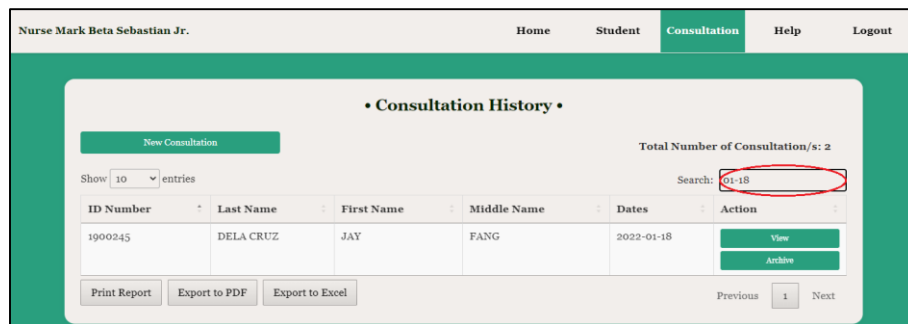 Nurse Mark Beta Sebastian Jr. Home Student Consultation Help Logout
• Consultation History •
New Consultation
Total Number of Consultation/s: 2
Show 10 entries Search: 01-18
ID Number Last Name First Name Middle Name Dates Action
1900245 DELA CRUZ JAY FANG 2022-01-18 View
Archive
Print Report Export to PDF Export to Excel Previous 1 Next